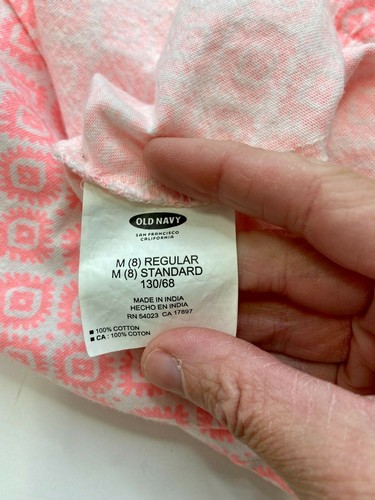 OLD NAVY
SAN FRANCISCO
CALIFORNIA
M (8) REGULAR
M (8) STANDARD
130/68
MADE IN INDIA
HECHO EN INDIA
RN 54023 CA 17897
■ 100% COTTON
■ CA: 100% COTTON